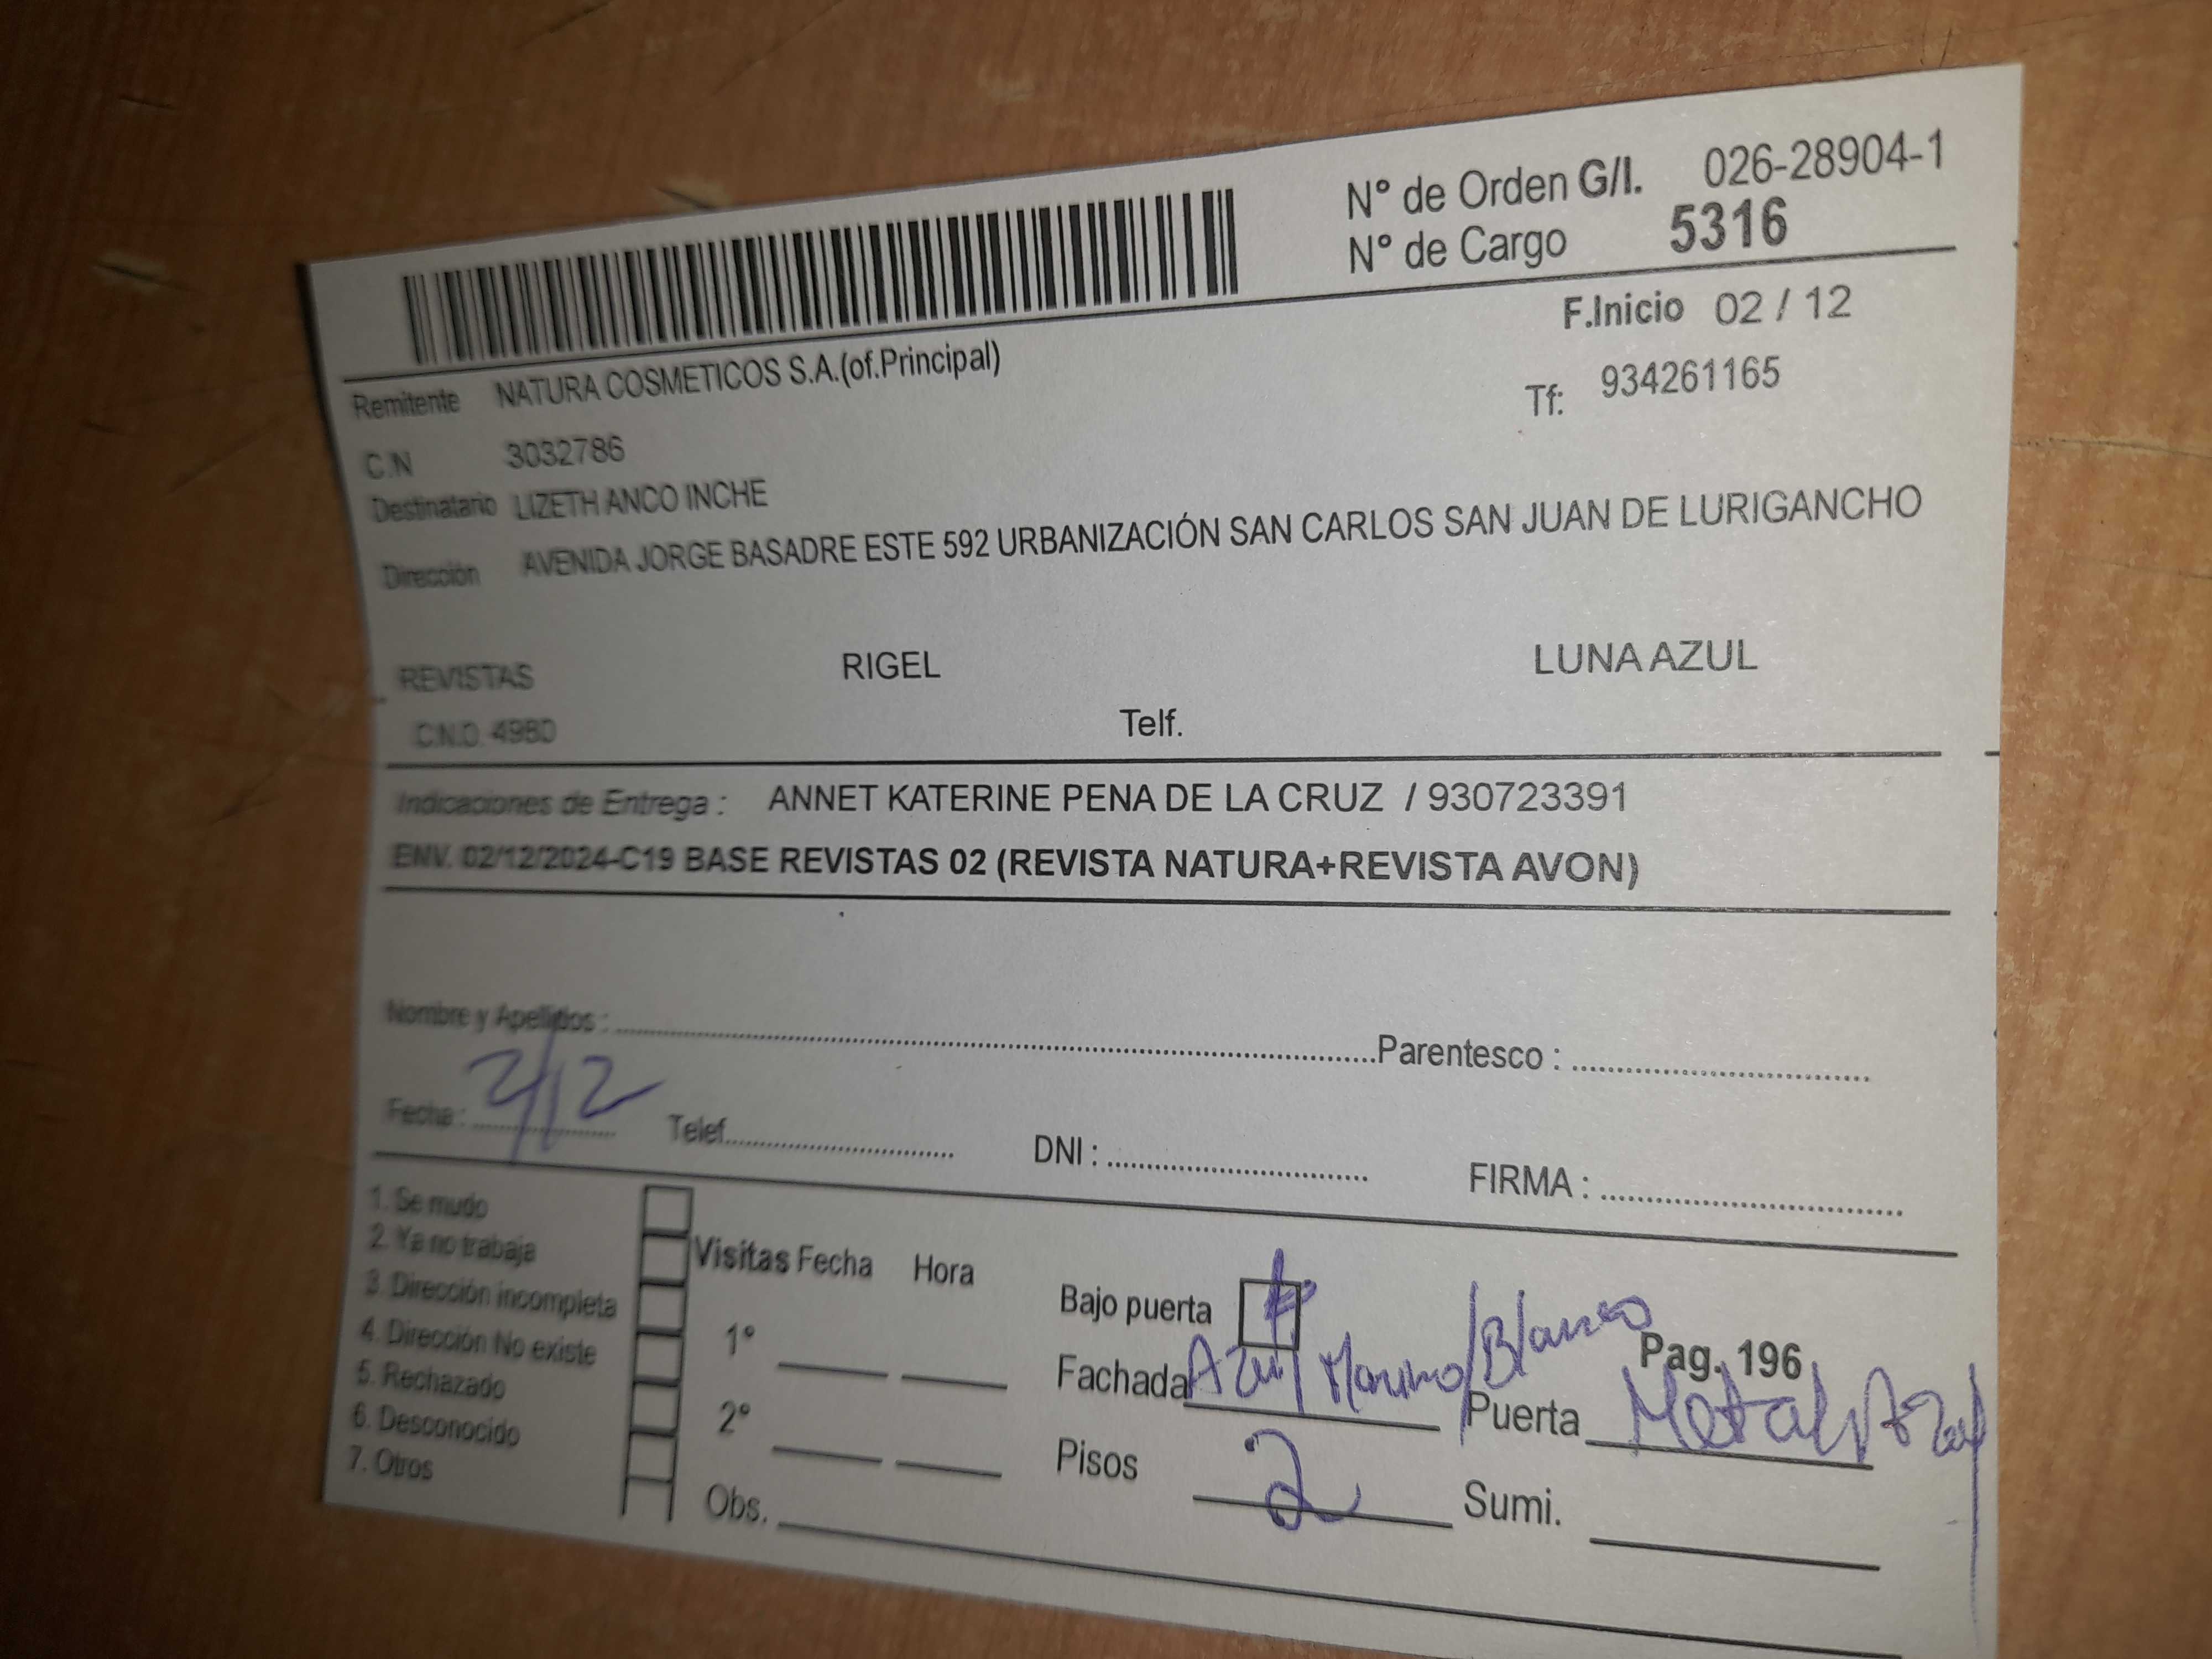 N° de Orden G/I. 026-28904-1
N° de Cargo 5316
F.Inicio 02 / 12
Remitente NATURA COSMETICOS S.A.(of.Principal)
Tf: 934261165
C.N 3032786
Destinatario LIZETH ANCO INCHE
Dirección AVENIDA JORGE BASADRE ESTE 592 URBANIZACIÓN SAN CARLOS SAN JUAN DE LURIGANCHO
REVISTAS RIGEL LUNA AZUL
C.N.O. Telf.
Indicaciones de Entrega : ANNET KATERINE PENA DE LA CRUZ / 930723391
ENV. 02/12/2024-C19 BASE REVISTAS 02 (REVISTA NATURA+REVISTA AVON)
Nombre y Apellidos : Parentesco :
Fecha : 2/12 Telef. DNI : FIRMA :
1. Se mudo
2. Ya no trabaja
3. Dirección incompleta
4. Dirección No existe
5. Rechazado
6. Desconocido
7. Otros
Visitas Fecha Hora
1°
2°
Obs.
Bajo puerta
Fachada Azul Marino/Blanco
Pag. 196
Puerta Metal/Azul
Pisos 2
Sumi.